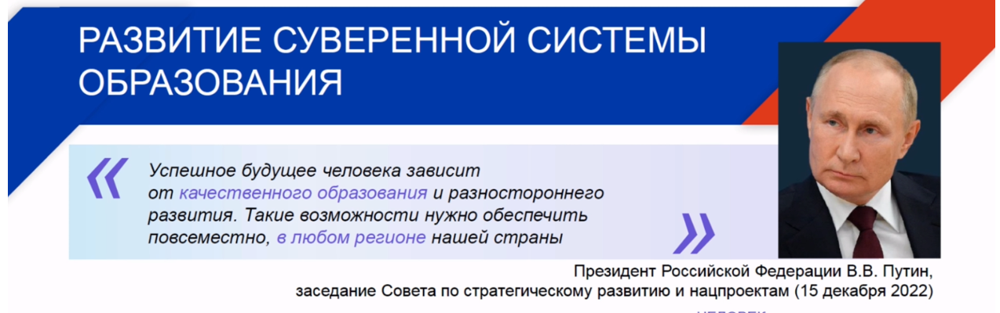 РАЗВИТИЕ СУВЕРЕННОЙ СИСТЕМЫ
ОБРАЗОВАНИЯ
«
Успешное будущее человека зависит
от качественного образования и разностороннего
развития. Такие возможности нужно обеспечить
повсеместно, в любом регионе нашей страны
»
Президент Российской Федерации В.В. Путин,
заседание Совета по стратегическому развитию и нацпроектам (15 декабря 2022)